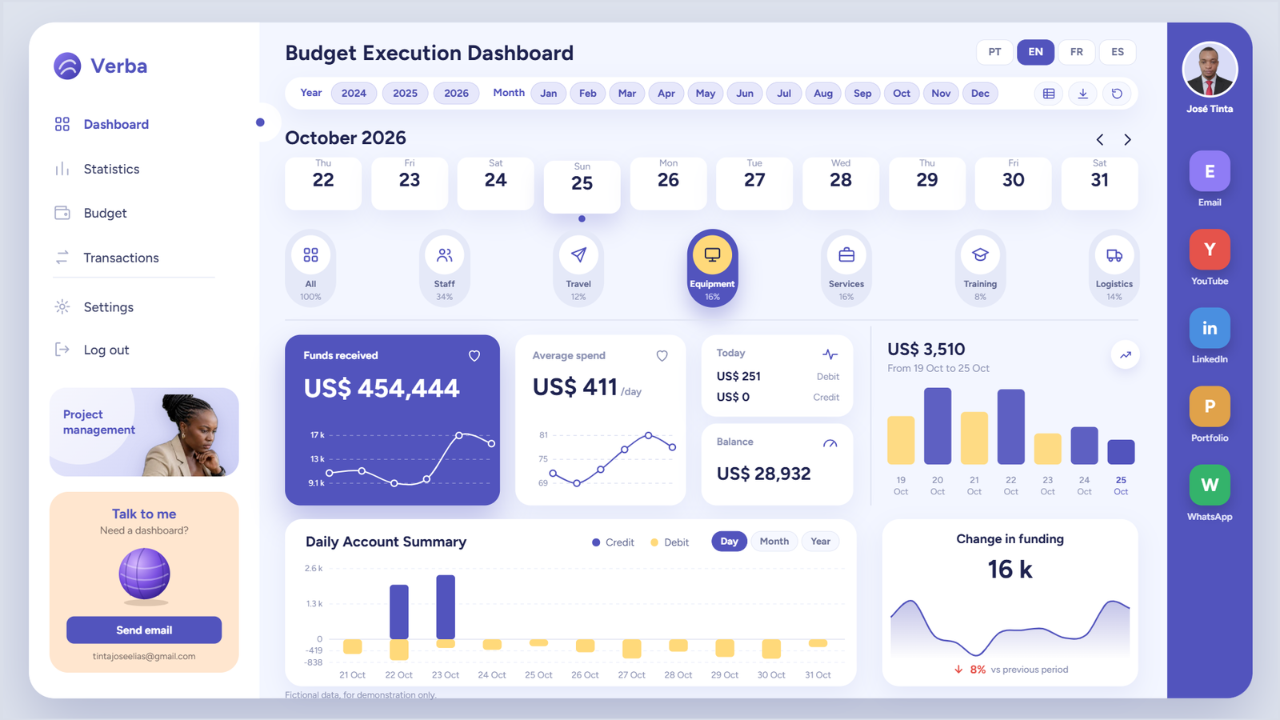 Verba
Dashboard
Statistics
Budget
Transactions
Settings
Log out
Project
management
Talk to me
Need a dashboard?
Send email
tintajoseelias@gmail.com
Budget Execution Dashboard
PT EN FR ES
Year 2024 2025 2026 Month Jan Feb Mar Apr May Jun Jul Aug Sep Oct Nov Dec
October 2026
Thu Fri Sat Sun Mon Tue Wed Thu Fri Sat
22 23 24 25 26 27 28 29 30 31
All Staff Travel Equipment Services Training Logistics
100% 34% 12% 16% 16% 8% 14%
Funds received
US$ 454,444
17 k
13 k
9.1 k
Average spend
US$ 411 /day
81
75
69
Today
US$ 251 Debit
US$ 0 Credit
Balance
US$ 28,932
US$ 3,510
From 19 Oct to 25 Oct
19 20 21 22 23 24 25
Oct Oct Oct Oct Oct Oct Oct
Daily Account Summary
Credit Debit Day Month Year
2.6 k
1.3 k
0
-419
-838
21 Oct 22 Oct 23 Oct 24 Oct 25 Oct 26 Oct 27 Oct 28 Oct 29 Oct 30 Oct 31 Oct
Fictional data, for demonstration only.
Change in funding
16 k
8% vs previous period
José Tinta
E
Email
Y
YouTube
in
LinkedIn
P
Portfolio
W
WhatsApp